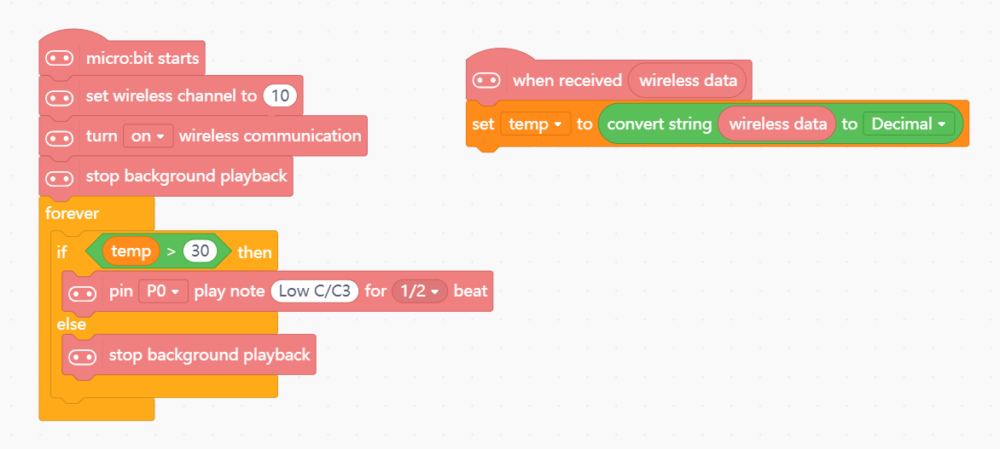 micro:bit starts
set wireless channel to 10
turn on wireless communication
stop background playback
forever
if temp > 30 then
pin P0 play note Low C/C3 for 1/2 beat
else
stop background playback
when received wireless data
set temp to convert string wireless data to Decimal